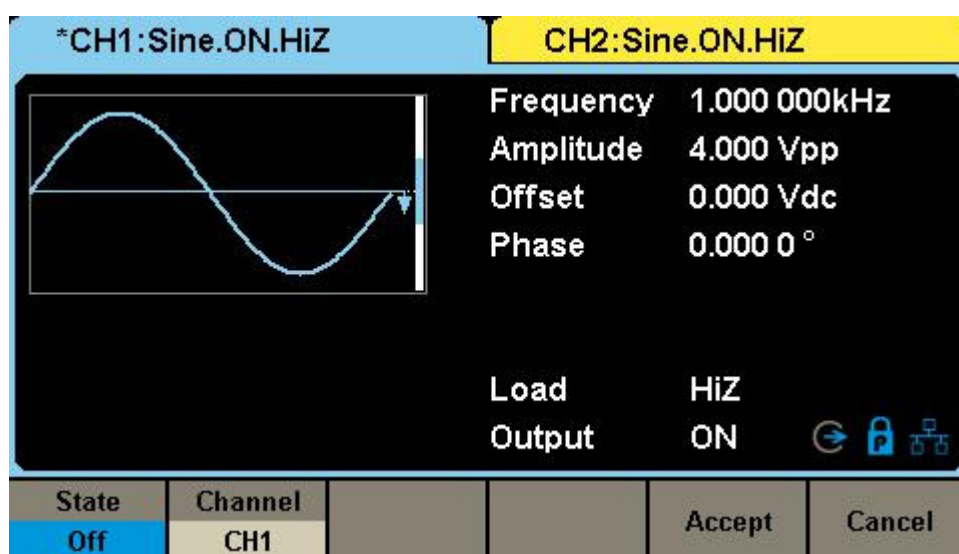 *CH1:Sine.ON.HiZ
CH2:Sine.ON.HiZ
Frequency 1.000 000kHz
Amplitude 4.000 Vpp
Offset 0.000 Vdc
Phase 0.000 0 °
Load HiZ
Output ON
P
State
Off
Channel
CH1
Accept
Cancel